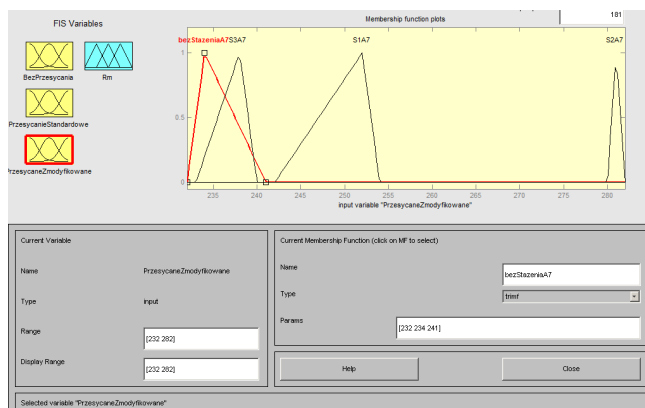 FIS Variables
Membership function plots
181
bezStazeniaA7
S3A7
S1A7
S2A7
BezPrzesycania
Rm
PrzesycanieStandardowe
PrzesycaneZmodyfikowane
1
0.5
0
235 240 245 250 255 260 265 270 275 280
input variable "PrzesycaneZmodyfikowane"
Current Variable
Name PrzesycaneZmodyfikowane
Type input
Range [232 282]
Display Range [232 282]
Current Membership Function (click on MF to select)
Name bezStazeniaA7
Type trimf
Params [232 234 241]
Help Close
Selected variable "PrzesycaneZmodyfikowane"